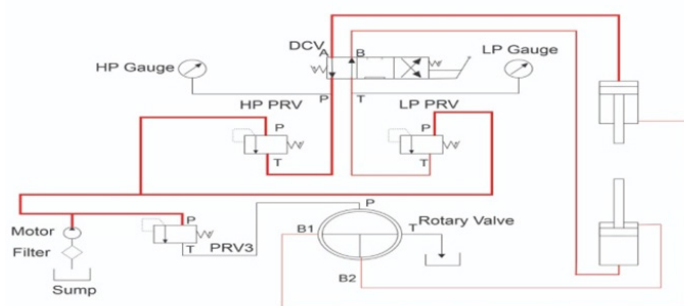 DCV
A
B
HP Gauge
LP Gauge
P
T
HP PRV
LP PRV
P
T
P
T
P
Motor
P
T
PRV3
B1
T
Rotary Valve
Filter
B2
Sump